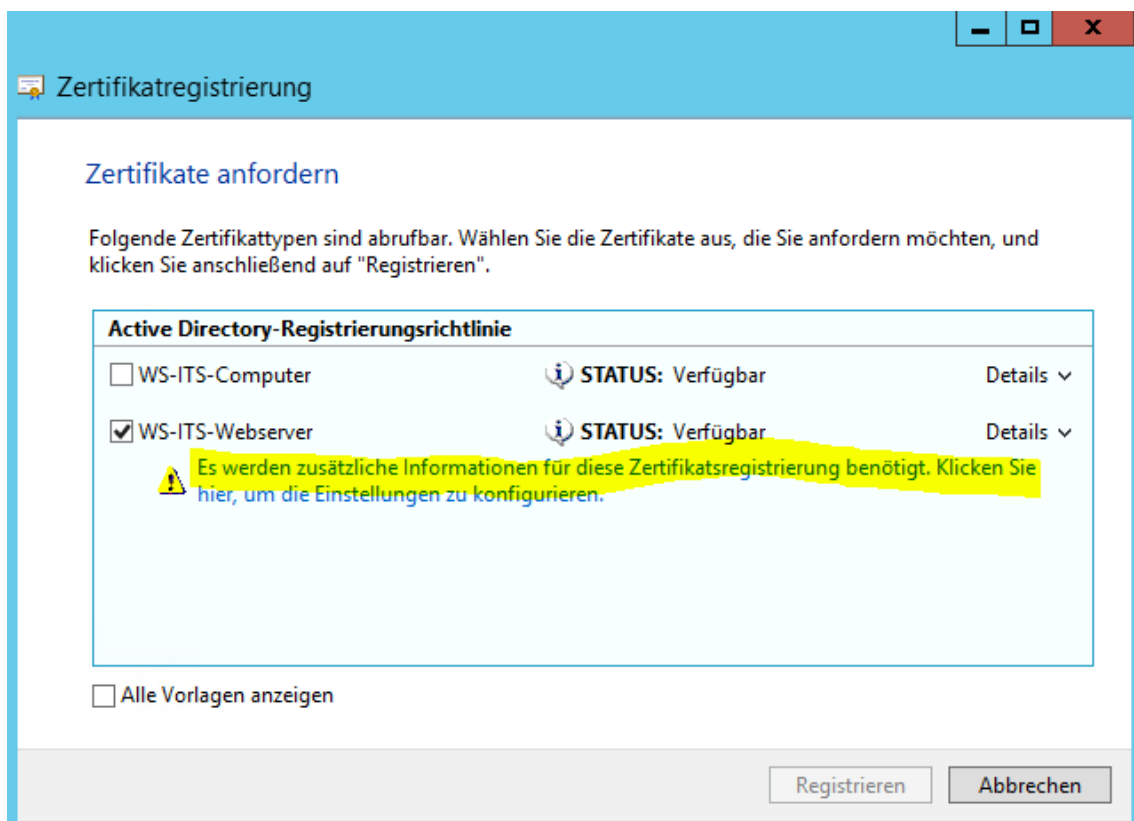 Zertifikatregistrierung
Zertifikate anfordern
Folgende Zertifikattypen sind abrufbar. Wählen Sie die Zertifikate aus, die Sie anfordern möchten, und
klicken Sie anschließend auf "Registrieren".
Active Directory-Registrierungsrichtlinie
WS-ITS-Computer STATUS: Verfügbar Details
WS-ITS-Webserver STATUS: Verfügbar Details
Es werden zusätzliche Informationen für diese Zertifikatsregistrierung benötigt. Klicken Sie
hier, um die Einstellungen zu konfigurieren.
Alle Vorlagen anzeigen
Registrieren Abbrechen